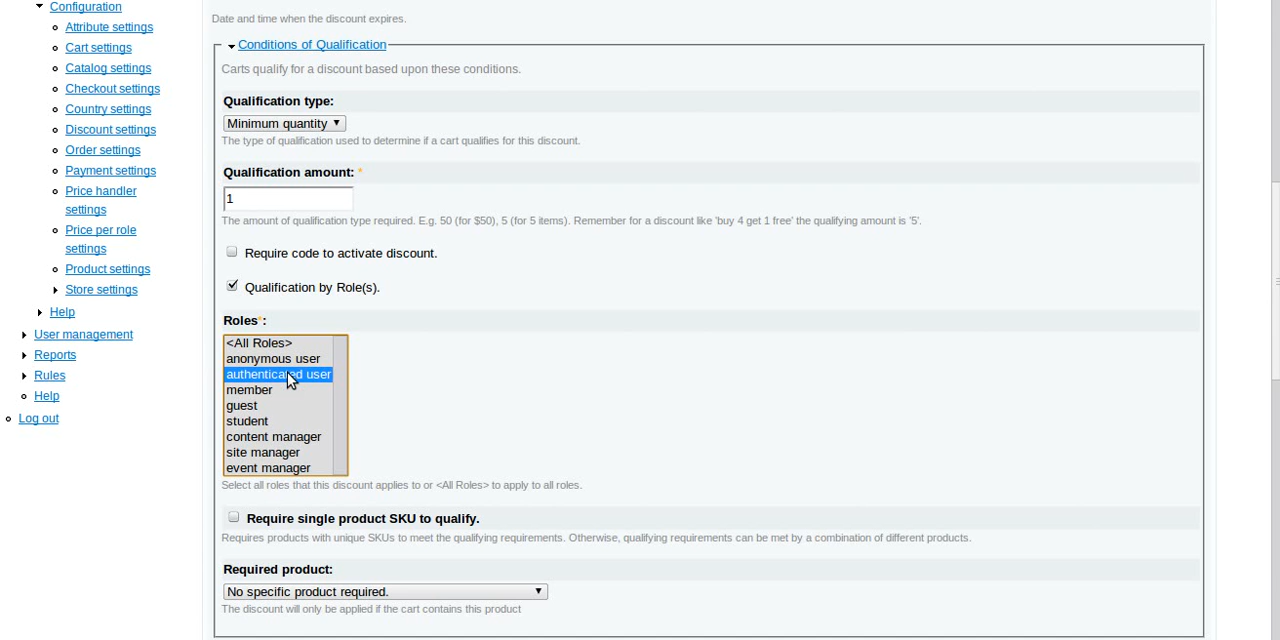 Configuration
Attribute settings
Cart settings
Catalog settings
Checkout settings
Country settings
Discount settings
Order settings
Payment settings
Price handler
settings
Price per role
settings
Product settings
Store settings
Help
User management
Reports
Rules
Help
Log out
Date and time when the discount expires.
Conditions of Qualification
Carts qualify for a discount based upon these conditions.
Qualification type:
Minimum quantity
The type of qualification used to determine if a cart qualifies for this discount.
Qualification amount: *
1
The amount of qualification type required. E.g. 50 (for $50), 5 (for 5 items). Remember for a discount like 'buy 4 get 1 free' the qualifying amount is '5'.
Require code to activate discount.
Qualification by Role(s).
Roles*:
<All Roles>
anonymous user
authenticated user
member
guest
student
content manager
site manager
event manager
Select all roles that this discount applies to or <All Roles> to apply to all roles.
Require single product SKU to qualify.
Requires products with unique SKUs to meet the qualifying requirements. Otherwise, qualifying requirements can be met by a combination of different products.
Required product:
No specific product required.
The discount will only be applied if the cart contains this product